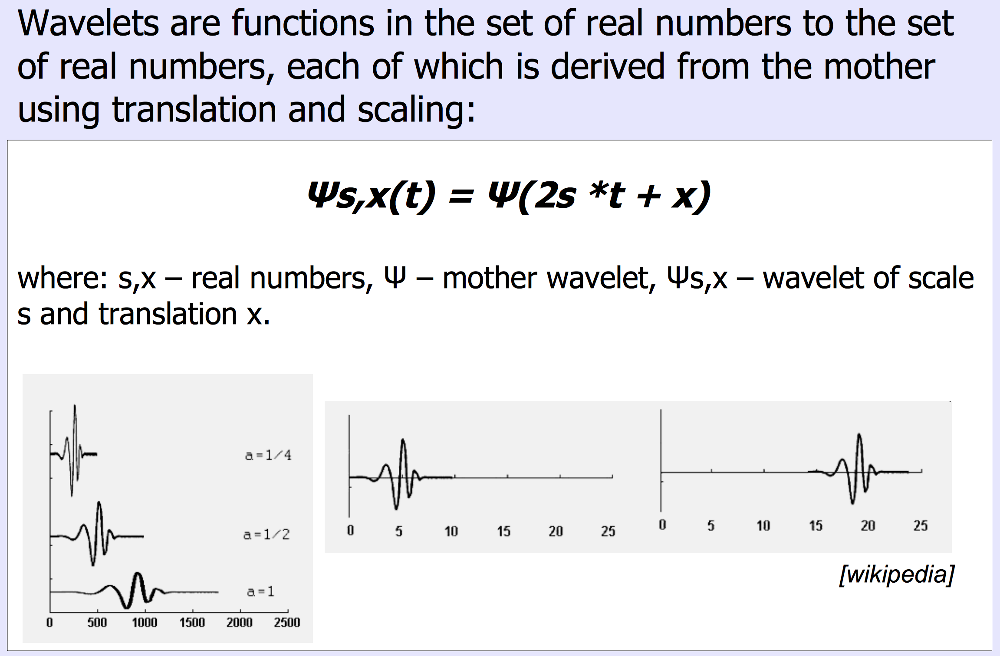 Wavelets are functions in the set of real numbers to the set
of real numbers, each of which is derived from the mother
using translation and scaling:
Ψs,x(t) = Ψ(2s *t + x)
where: s,x – real numbers, Ψ – mother wavelet, Ψs,x – wavelet of scale
s and translation x.
a=1/4
a=1/2
a=1
0 500 1000 1500 2000 2500
0 5 10 15 20 25
0 5 10 15 20 25
[wikipedia]